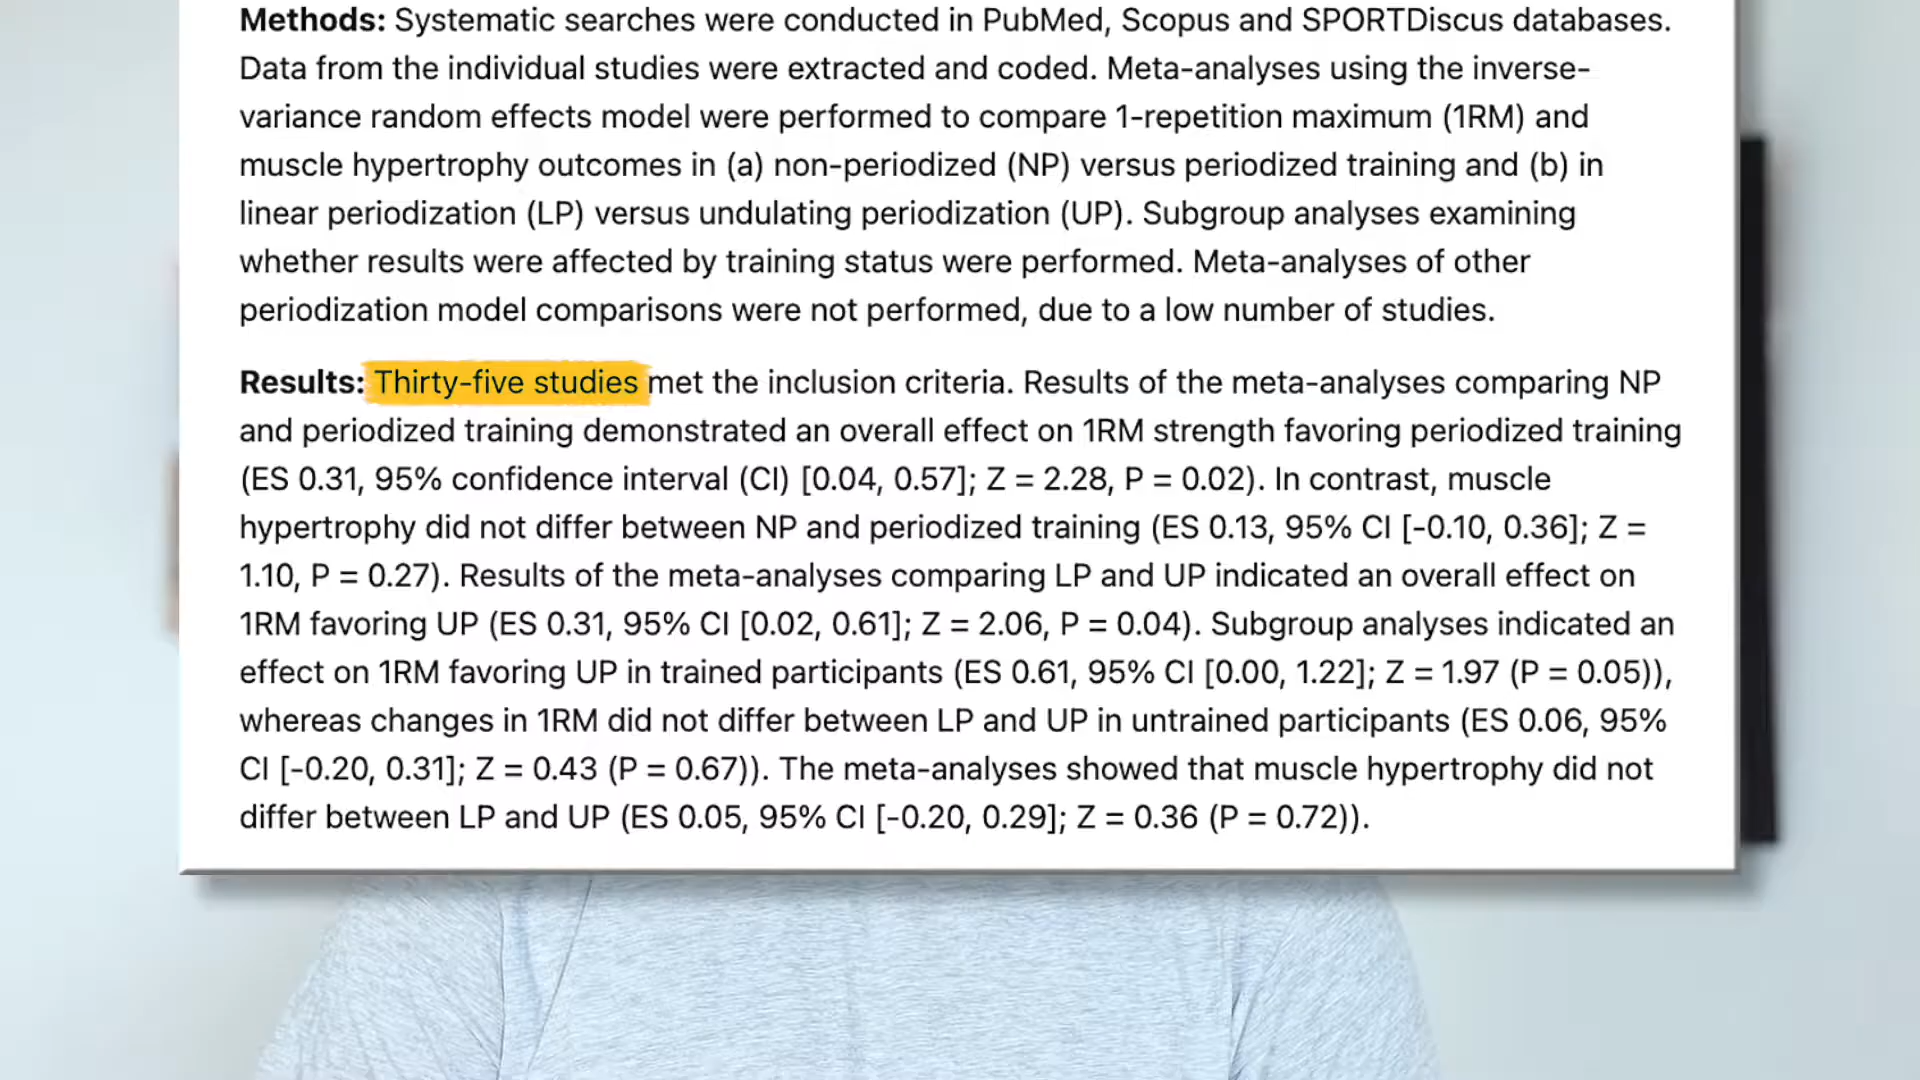 Methods: Systematic searches were conducted in PubMed, Scopus and SPORTDiscus databases.
Data from the individual studies were extracted and coded. Meta-analyses using the inverse-
variance random effects model were performed to compare 1-repetition maximum (1RM) and
muscle hypertrophy outcomes in (a) non-periodized (NP) versus periodized training and (b) in
linear periodization (LP) versus undulating periodization (UP). Subgroup analyses examining
whether results were affected by training status were performed. Meta-analyses of other
periodization model comparisons were not performed, due to a low number of studies.
Results: Thirty-five studies met the inclusion criteria. Results of the meta-analyses comparing NP
and periodized training demonstrated an overall effect on 1RM strength favoring periodized training
(ES 0.31, 95% confidence interval (CI) [0.04, 0.57]; Z = 2.28, P = 0.02). In contrast, muscle
hypertrophy did not differ between NP and periodized training (ES 0.13, 95% CI [-0.10, 0.36]; Z =
1.10, P = 0.27). Results of the meta-analyses comparing LP and UP indicated an overall effect on
1RM favoring UP (ES 0.31, 95% CI [0.02, 0.61]; Z = 2.06, P = 0.04). Subgroup analyses indicated an
effect on 1RM favoring UP in trained participants (ES 0.61, 95% CI [0.00, 1.22]; Z = 1.97 (P = 0.05)),
whereas changes in 1RM did not differ between LP and UP in untrained participants (ES 0.06, 95%
CI [-0.20, 0.31]; Z = 0.43 (P = 0.67)). The meta-analyses showed that muscle hypertrophy did not
differ between LP and UP (ES 0.05, 95% CI [-0.20, 0.29]; Z = 0.36 (P = 0.72)).